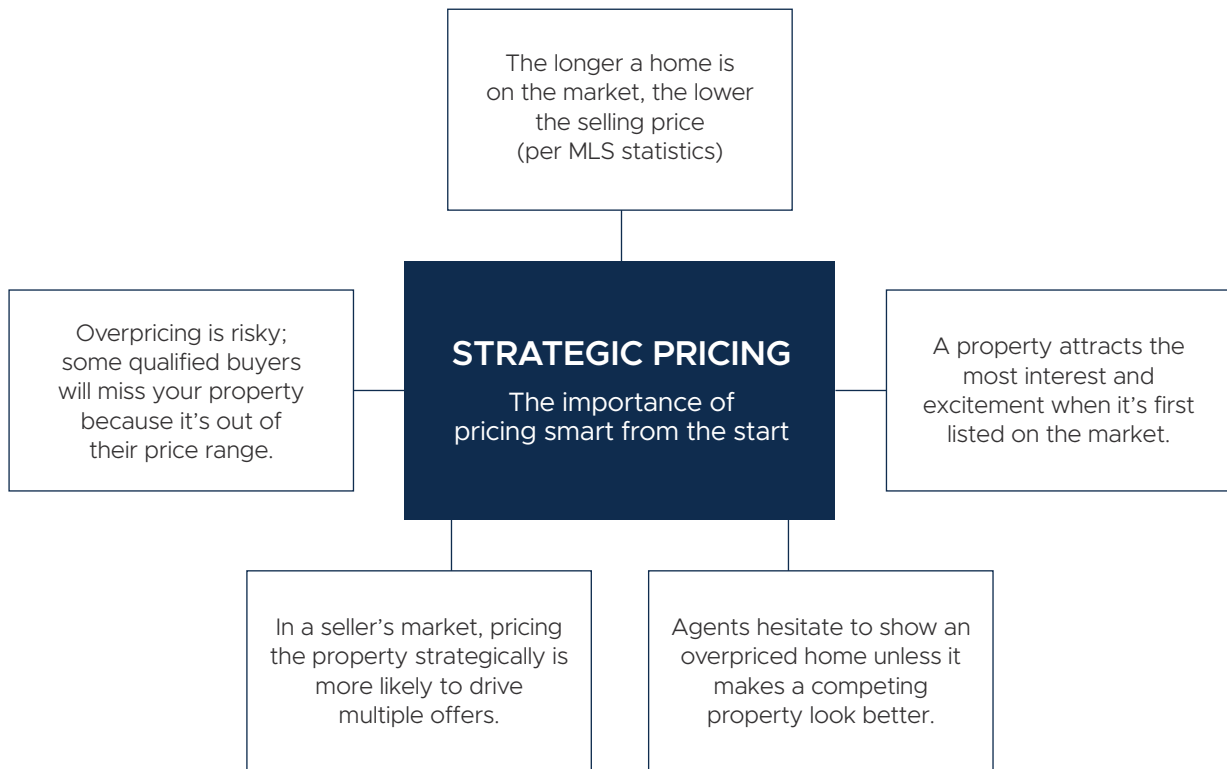 The longer a home is
on the market, the lower
the selling price
(per MLS statistics)
Overpricing is risky;
some qualified buyers
will miss your property
because it’s out of
their price range.
STRATEGIC PRICING
The importance of
pricing smart from the start
A property attracts the
most interest and
excitement when it’s first
listed on the market.
In a seller’s market, pricing
the property strategically is
more likely to drive
multiple offers.
Agents hesitate to show an
overpriced home unless it
makes a competing
property look better.